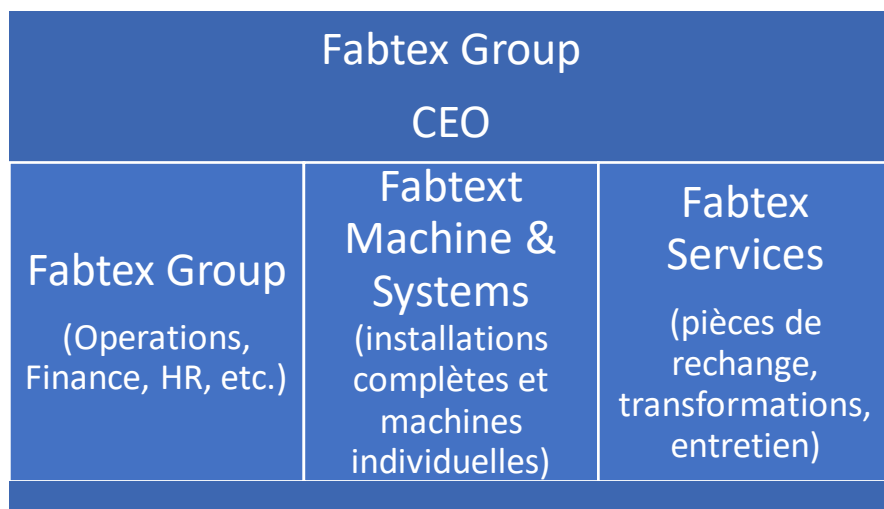 Fabtex Group
CEO
Fabtex Group
(Operations,
Finance, HR, etc.)
Fabtext
Machine &
Systems
(installations
complètes et
machines
individuelles)
Fabtex
Services
(pièces de
rechange,
transformations,
entretien)